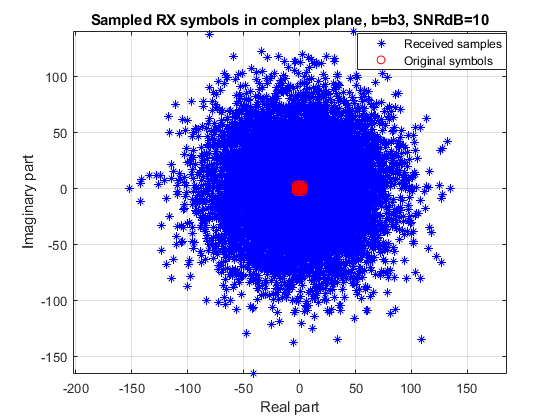 Sampled RX symbols in complex plane, b=b3, SNRdB=10
Received samples
Original symbols
100
50
0
-50
-100
-150
Imaginary part
-200
-150
-100
-50
0
50
100
150
Real part